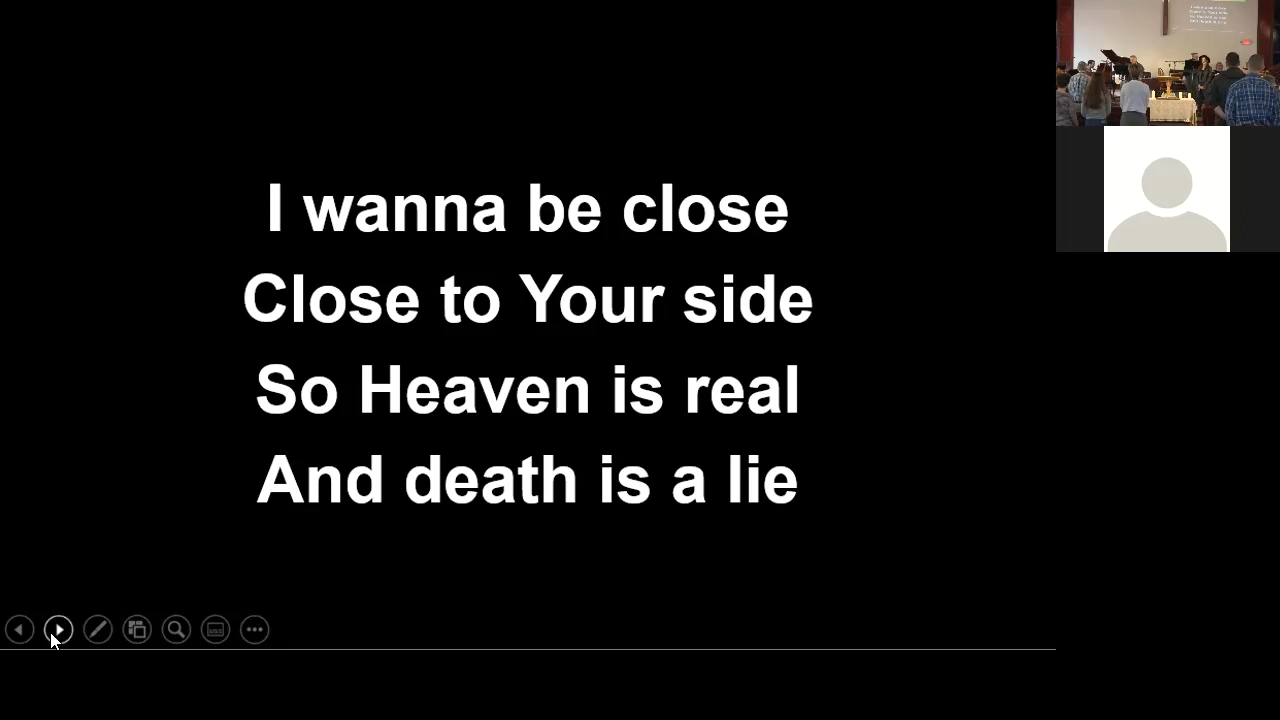 I wanna be close
Close to Your side
So Heaven is real
And death is a lie